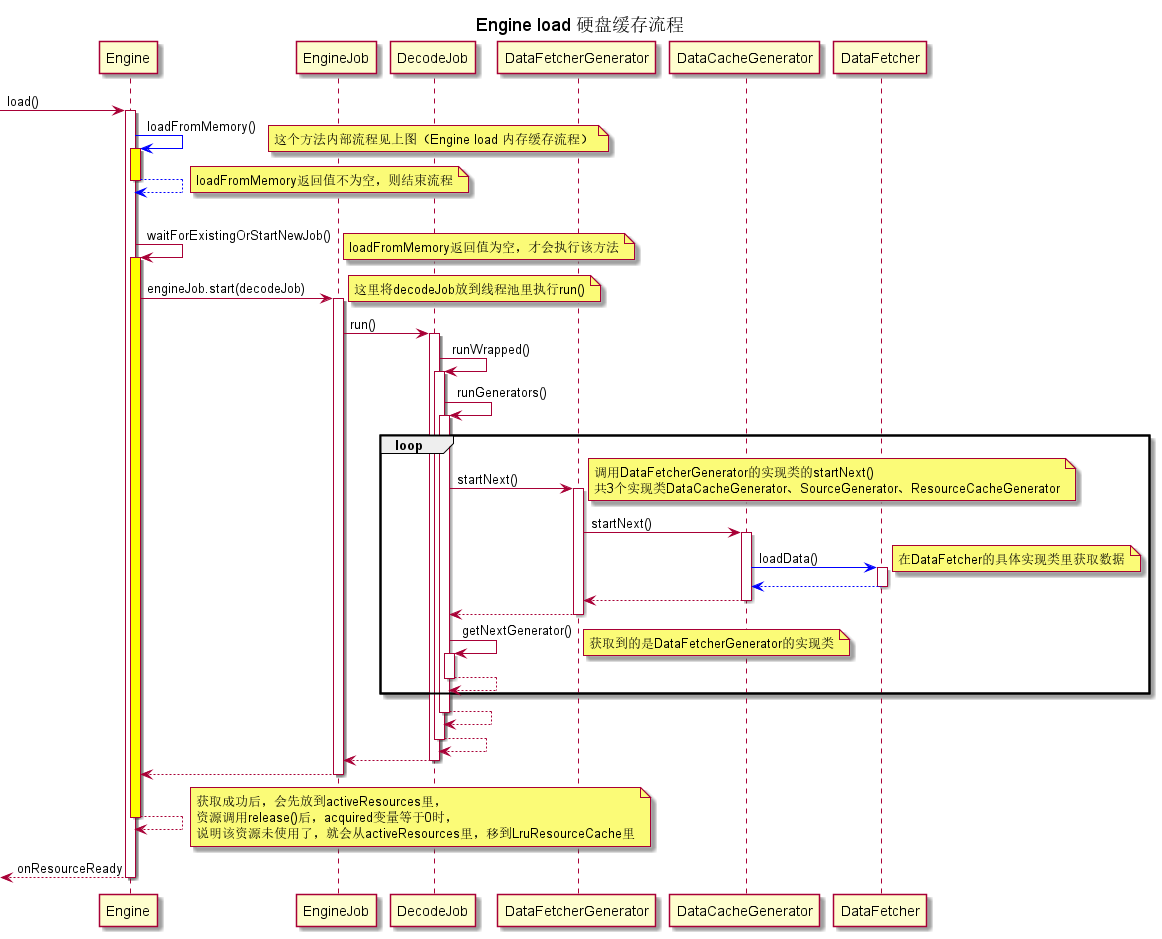 Engine load 硬盘缓存流程
Engine
EngineJob
DecodeJob
DataFetcherGenerator
DataCacheGenerator
DataFetcher
load()
loadFromMemory()
这个方法内部流程见上图（Engine load 内存缓存流程）
loadFromMemory返回值不为空，则结束流程
waitForExistingOrStartNewJob()
loadFromMemory返回值为空，才会执行该方法
engineJob.start(decodeJob)
这里将decodeJob放到线程池里执行run()
run()
runWrapped()
runGenerators()
loop
startNext()
调用DataFetcherGenerator的实现类的startNext()
共3个实现类DataCacheGenerator、SourceGenerator、ResourceCacheGenerator
startNext()
loadData()
在DataFetcher的具体实现类里获取数据
getNextGenerator()
获取到的是DataFetcherGenerator的实现类
获取成功后，会先放到activeResources里，
资源调用release()后，acquired变量等于0时，
说明该资源未使用了，就会从activeResources里，移到LruResourceCache里
onResourceReady
Engine
EngineJob
DecodeJob
DataFetcherGenerator
DataCacheGenerator
DataFetcher